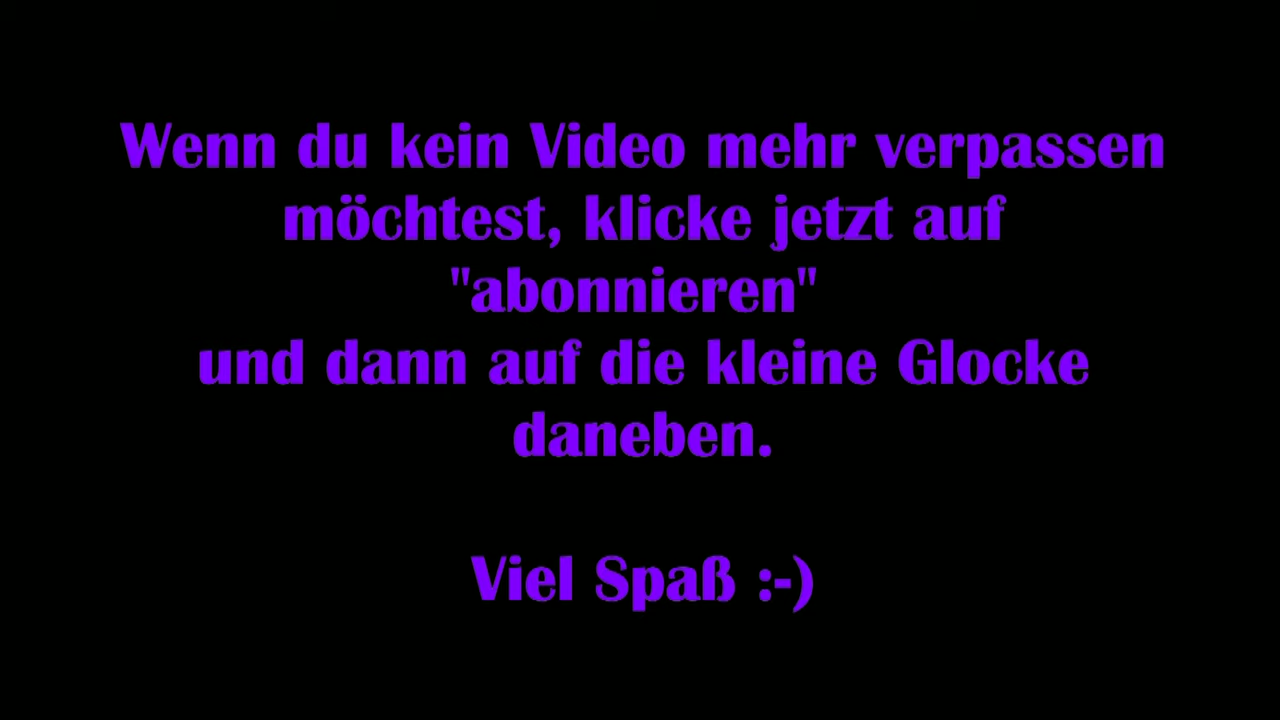 Wenn du kein Video mehr verpassen
möchtest, klicke jetzt auf
"abonnieren"
und dann auf die kleine Glocke
daneben.
Viel Spaß :-)